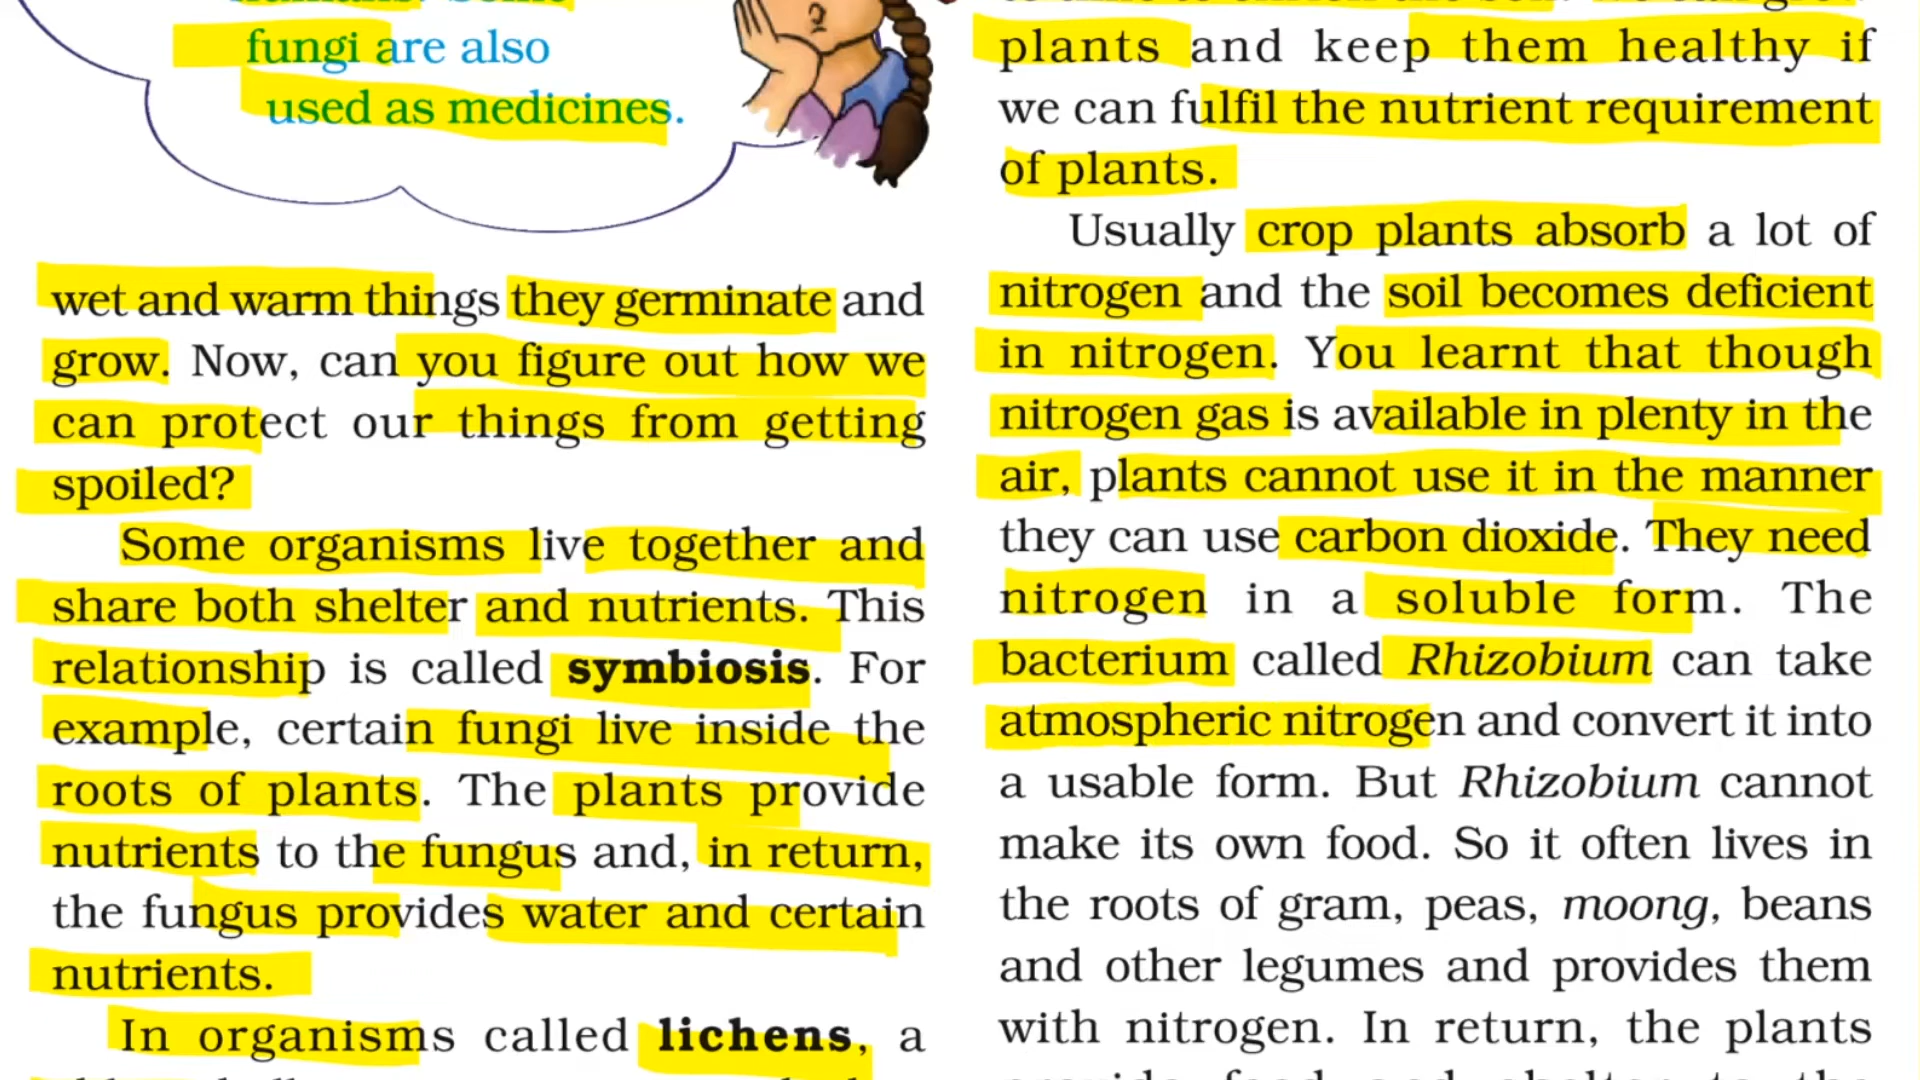 fungi are also
used as medicines.
wet and warm things they germinate and
grow. Now, can you figure out how we
can protect our things from getting
spoiled?
Some organisms live together and
share both shelter and nutrients. This
relationship is called symbiosis. For
example, certain fungi live inside the
roots of plants. The plants provide
nutrients to the fungus and, in return,
the fungus provides water and certain
nutrients.
In organisms called lichens, a
plants and keep them healthy if
we can fulfil the nutrient requirement
of plants.
Usually crop plants absorb a lot of
nitrogen and the soil becomes deficient
in nitrogen. You learnt that though
nitrogen gas is available in plenty in the
air, plants cannot use it in the manner
they can use carbon dioxide. They need
nitrogen in a soluble form. The
bacterium called Rhizobium can take
atmospheric nitrogen and convert it into
a usable form. But Rhizobium cannot
make its own food. So it often lives in
the roots of gram, peas, moong, beans
and other legumes and provides them
with nitrogen. In return, the plants